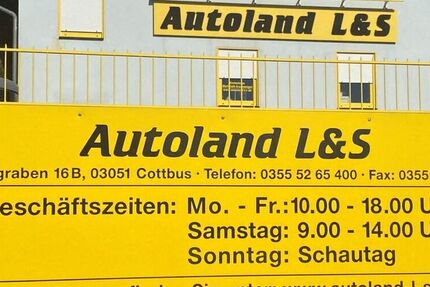 Autoland L&S
Autoland L&S
graben 16 B, 03051 Cottbus · Telefon: 0355 52 65 400 · Fax: 0355
eschäftszeiten: Mo. - Fr.: 10.00 - 18.00 U
Samstag: 9.00 - 14.00 U
Sonntag: Schautag